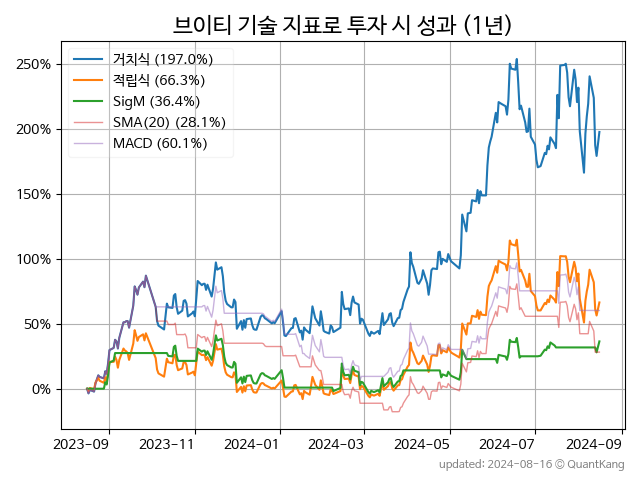 브이티 기술 지표로 투자 시 성과 (1년)
거치식 (197.0%)
적립식 (66.3%)
SigM (36.4%)
SMA(20) (28.1%)
MACD (60.1%)
250%
200%
150%
100%
50%
0%
2023-09 2023-11 2024-01 2024-03 2024-05 2024-07 2024-09
updated: 2024-08-16 © QuantKang